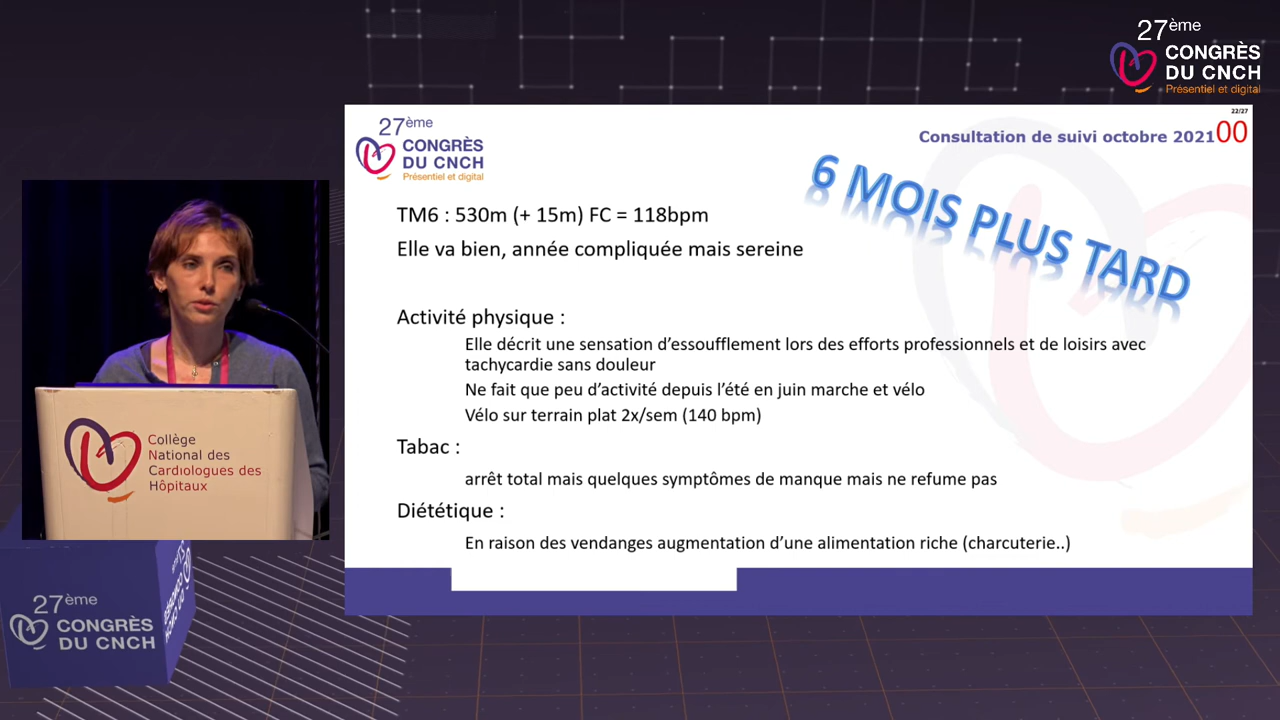 27ème
CONGRÈS
DU CNCH
Présentiel et digital
22/27
27ème
CONGRÈS
DU CNCH
Présentiel et digital
Consultation de suivi octobre 202100
6 MOIS PLUS TARD
TM6 : 530m (+ 15m) FC = 118bpm
Elle va bien, année compliquée mais sereine
Activité physique :
Elle décrit une sensation d'essoufflement lors des efforts professionnels et de loisirs avec
tachycardie sans douleur
Ne fait que peu d'activité depuis l'été en juin marche et vélo
Vélo sur terrain plat 2x/sem (140 bpm)
Tabac :
arrêt total mais quelques symptômes de manque mais ne refume pas
Diététique :
En raison des vendanges augmentation d'une alimentation riche (charcuterie..)
Collège
National des
Cardiologues des
Hôpitaux
27ème
CONGRÈS
DU CNCH